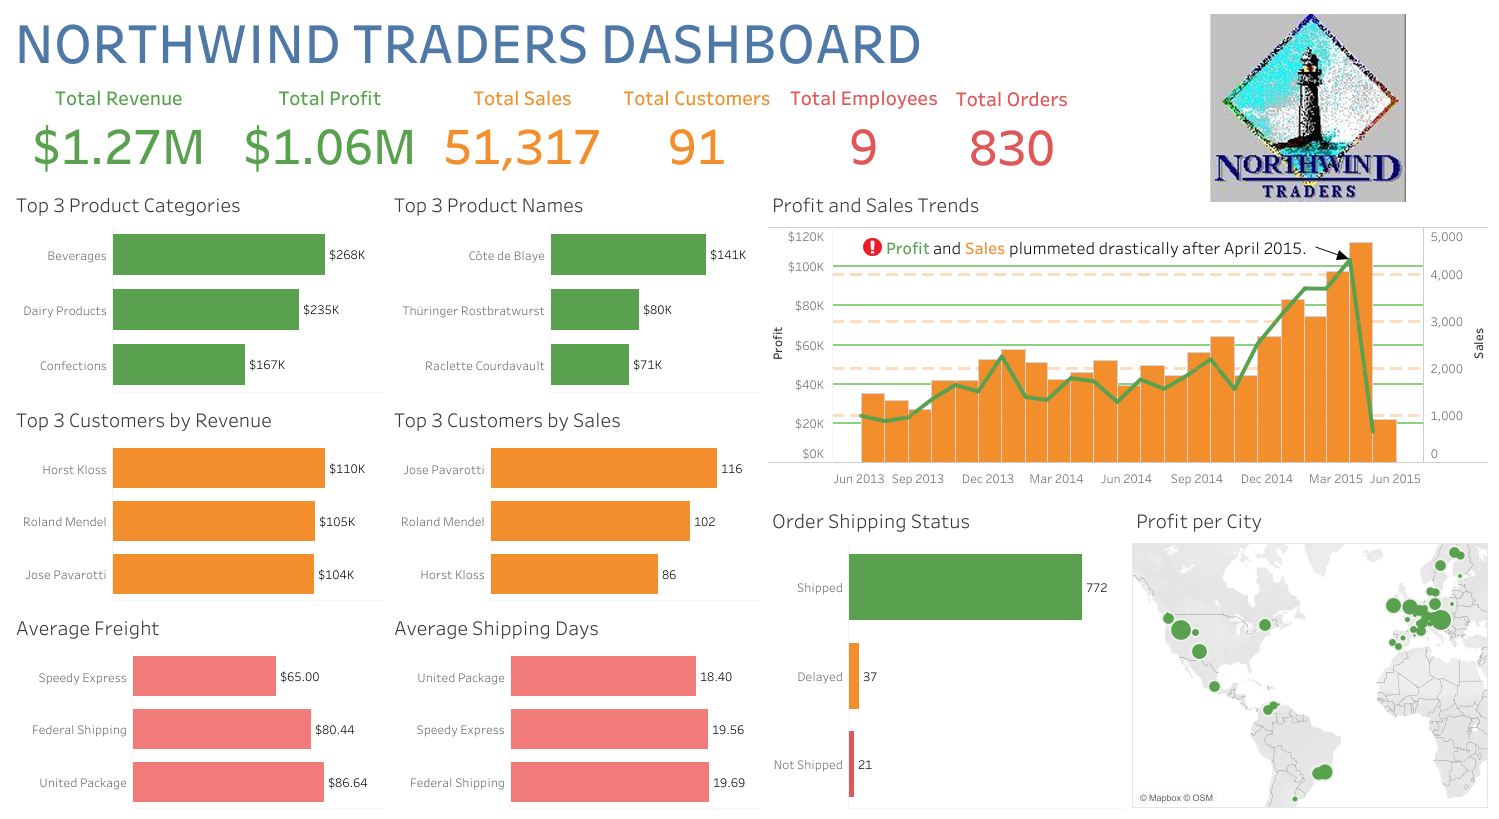 NORTHWIND TRADERS DASHBOARD
Total Revenue
$1.27M
Total Profit
$1.06M
Total Sales
51,317
Total Customers
91
Total Employees
9
Total Orders
830
NORTHWIND
TRADERS
Top 3 Product Categories
Beverages $268K
Dairy Products $235K
Confections $167K
Top 3 Product Names
Côte de Blaye $141K
Thüringer Rostbratwurst $80K
Raclette Courdavault $71K
Profit and Sales Trends
! Profit and Sales plummeted drastically after April 2015.
Profit
$120K
$100K
$80K
$60K
$40K
$20K
$0K
5,000
4,000
3,000
2,000
1,000
0
Sales
Jun 2013 Sep 2013 Dec 2013 Mar 2014 Jun 2014 Sep 2014 Dec 2014 Mar 2015 Jun 2015
Top 3 Customers by Revenue
Horst Kloss $110K
Roland Mendel $105K
Jose Pavarotti $104K
Top 3 Customers by Sales
Jose Pavarotti 116
Roland Mendel 102
Horst Kloss 86
Average Freight
Speedy Express $65.00
Federal Shipping $80.44
United Package $86.64
Average Shipping Days
United Package 18.40
Speedy Express 19.56
Federal Shipping 19.69
Order Shipping Status
Shipped 772
Delayed 37
Not Shipped 21
Profit per City
© Mapbox © OSM